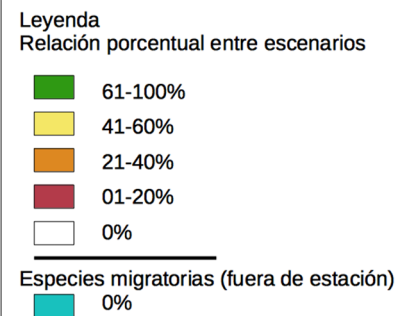 Leyenda
Relación porcentual entre escenarios
61-100%
41-60%
21-40%
01-20%
0%
Especies migratorias (fuera de estación)
0%